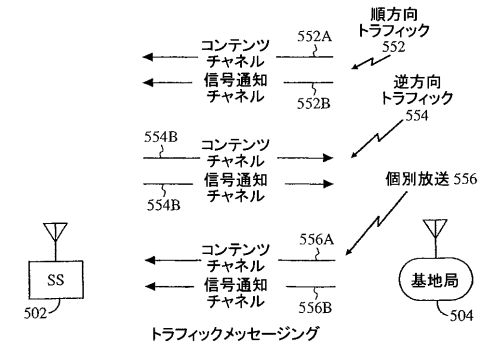 順方向
トラフィック
552
552A
コンテンツ
チャネル
信号通知
チャネル
552B
逆方向
トラフィック
554
554B
コンテンツ
チャネル
信号通知
チャネル
554B
個別放送 556
コンテンツ
チャネル
556A
信号通知
チャネル
556B
SS
502
基地局
504
トラフィックメッセージング